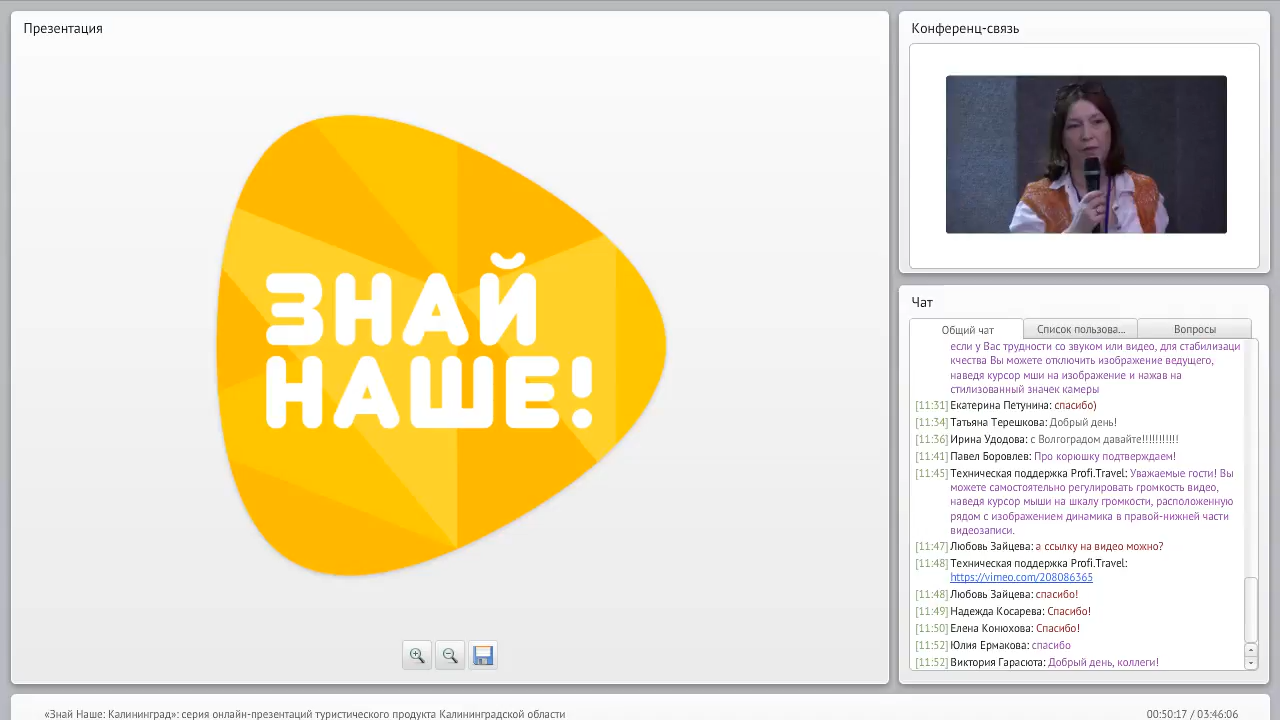 Презентация
ЗНАЙ
НАШЕ!
Конференц-связь
Чат
Общий чат
Список пользова...
Вопросы
если у Вас трудности со звуком или видео, для стабилизаци
кчества Вы можете отключить изображение ведущего,
наведя курсор мши на изображение и нажав на
стилизованный значек камеры
[11:31] Екатерина Петунина: спасибо)
[11:34] Татьяна Терешкова: Добрый день!
[11:36] Ирина Удодова: с Волгоградом давайте!!!!!!!!!!!
[11:41] Павел Боровлев: Про корюшку подтверждаем!
[11:45] Техническая поддержка Profi.Travel: Уважаемые гости! Вы
можете самостоятельно регулировать громкость видео,
наведя курсор мыши на шкалу громкости, расположенную
рядом с изображением динамика в правой-нижней части
видеозаписи.
[11:47] Любовь Зайцева: а ссылку на видео можно?
[11:48] Техническая поддержка Profi.Travel:
https://vimeo.com/208086365
[11:48] Любовь Зайцева: спасибо!
[11:49] Надежда Косарева: Спасибо!
[11:50] Елена Конюхова: Спасибо!
[11:52] Юлия Ермакова: спасибо
[11:52] Виктория Гарасюта: Добрый день, коллеги!
«Знай Наше: Калининград»: серия онлайн-презентаций туристического продукта Калининградской области
00:50:17 / 03:46:06